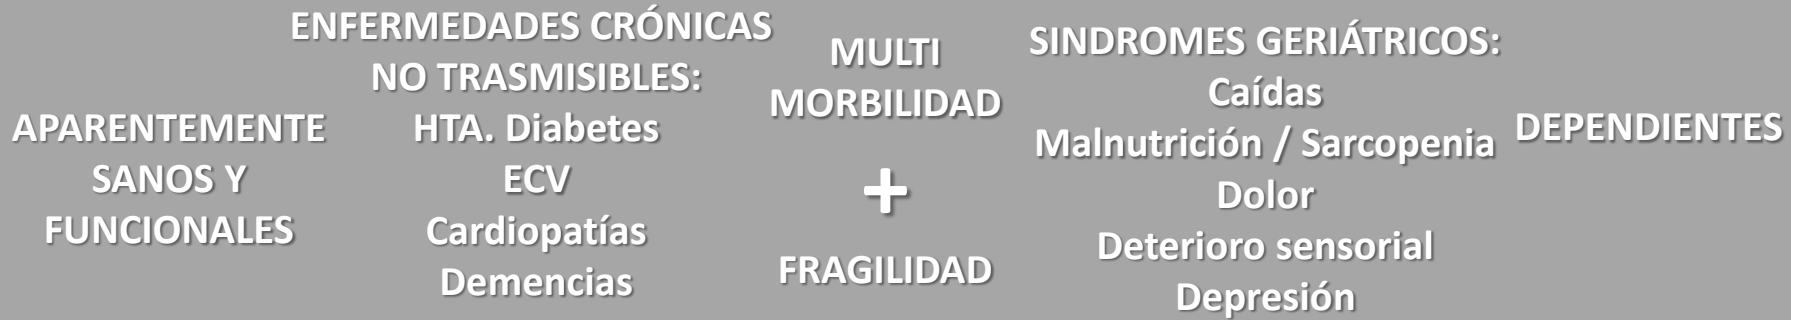 APARENTEMENTE
SANOS Y
FUNCIONALES
ENFERMEDADES CRÓNICAS
NO TRASMISIBLES:
HTA. Diabetes
ECV
Cardiopatías
Demencias
MULTI
MORBILIDAD
+
FRAGILIDAD
SINDROMES GERIÁTRICOS:
Caídas
Malnutrición / Sarcopenia
Dolor
Deterioro sensorial
Depresión
DEPENDIENTES